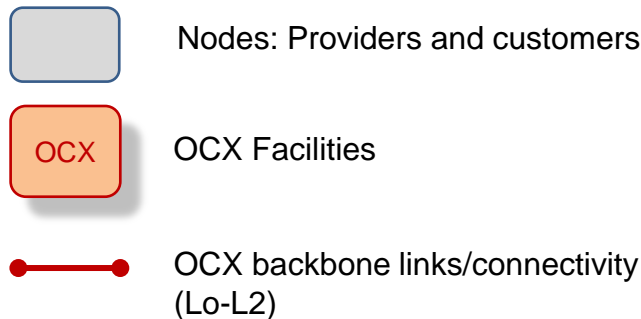 Nodes: Providers and customers
OCX
OCX Facilities
OCX backbone links/connectivity
(Lo-L2)